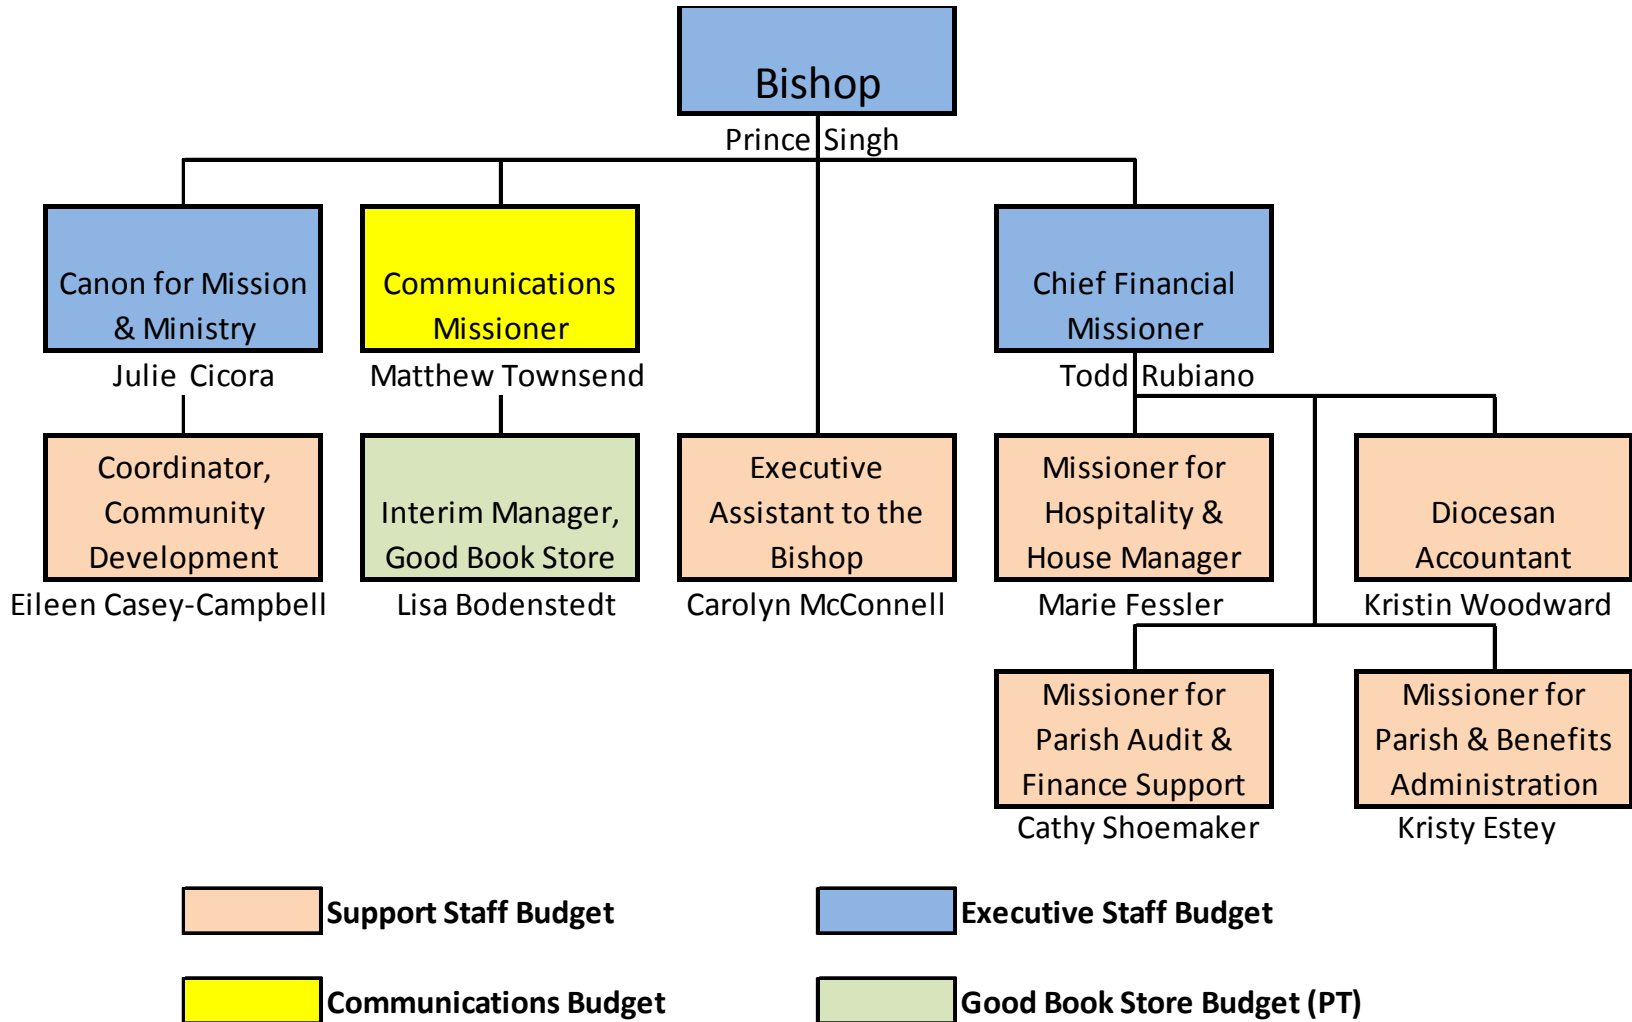 Bishop
Prince Singh
Canon for Mission
& Ministry
Julie Cicora
Communications
Missioner
Matthew Townsend
Chief Financial
Missioner
Todd Rubiano
Coordinator,
Community
Development
Eileen Casey-Campbell
Interim Manager,
Good Book Store
Lisa Bodenstedt
Executive
Assistant to the
Bishop
Carolyn McConnell
Missioner for
Hospitality &
House Manager
Marie Fessler
Diocesan
Accountant
Kristin Woodward
Missioner for
Parish Audit &
Finance Support
Cathy Shoemaker
Missioner for
Parish & Benefits
Administration
Kristy Estey
Support Staff Budget
Executive Staff Budget
Communications Budget
Good Book Store Budget (PT)